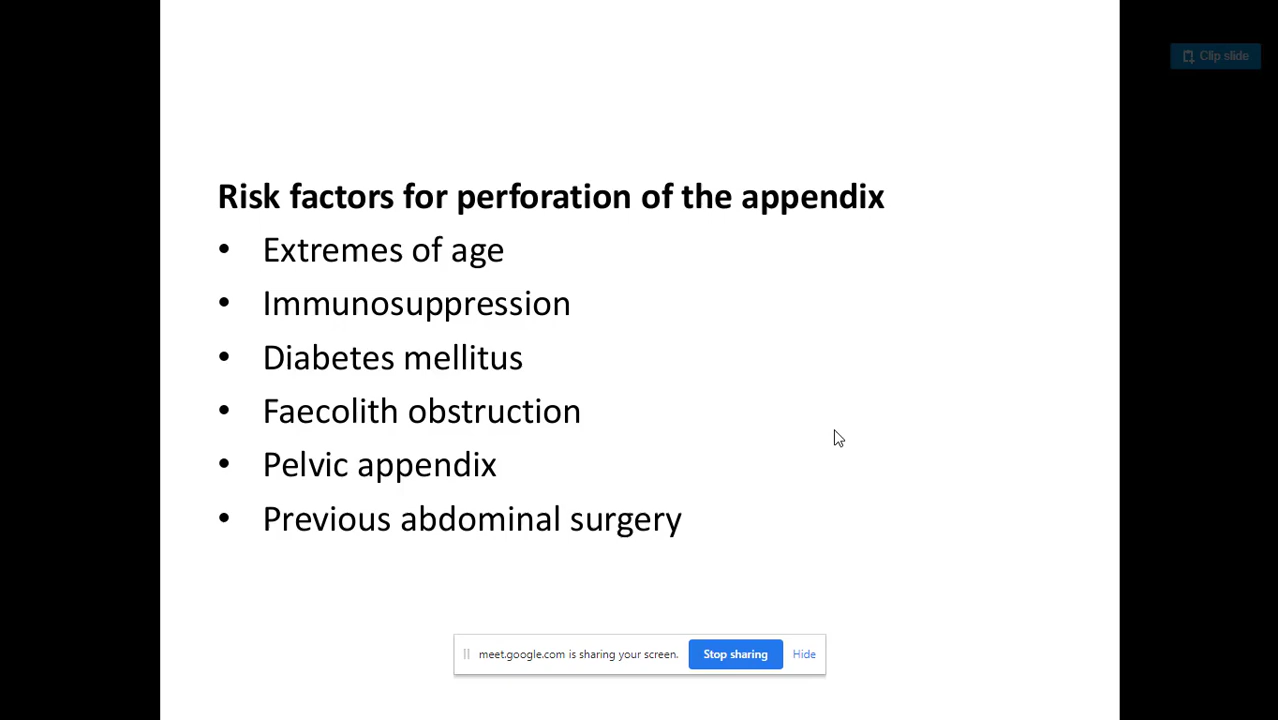 Clip slide
Risk factors for perforation of the appendix
• Extremes of age
• Immunosuppression
• Diabetes mellitus
• Faecolith obstruction
• Pelvic appendix
• Previous abdominal surgery
meet.google.com is sharing your screen. Stop sharing Hide